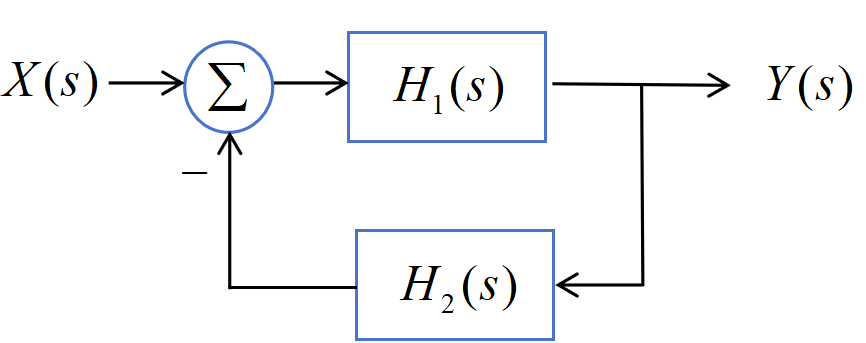 X(s)
∑
H₁(s)
Y(s)
−
H₂(s)